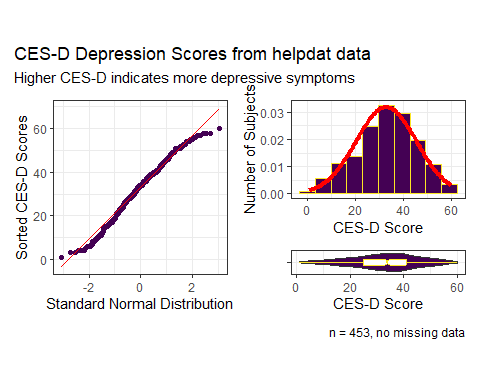 CES-D Depression Scores from helpdat data
Higher CES-D indicates more depressive symptoms
Sorted CES-D Scores
60
40
20
0
-2 0 2
Standard Normal Distribution
Number of Subjects
0.03
0.02
0.01
0.00
0 20 40 60
CES-D Score
0 20 40 60
CES-D Score
n = 453, no missing data